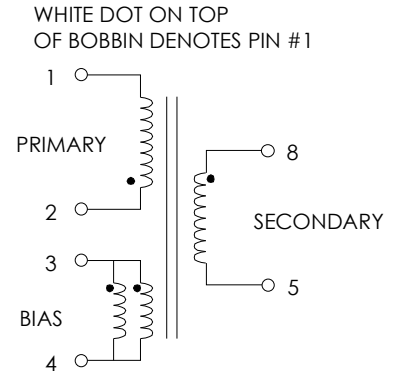 WHITE DOT ON TOP
OF BOBBIN DENOTES PIN #1
1
PRIMARY
2
8
SECONDARY
5
3
BIAS
4